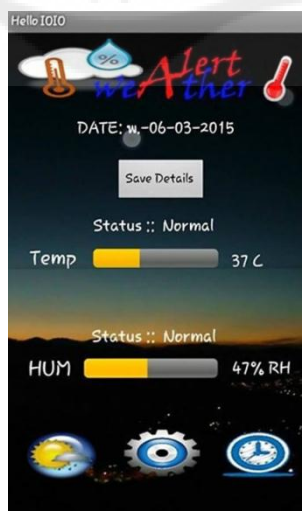 Hello IOIO
%
Alert
weAther
DATE: w.-06-03-2015
Save Details
Status :: Normal
Temp 37 C
Status :: Normal
HUM 47% RH